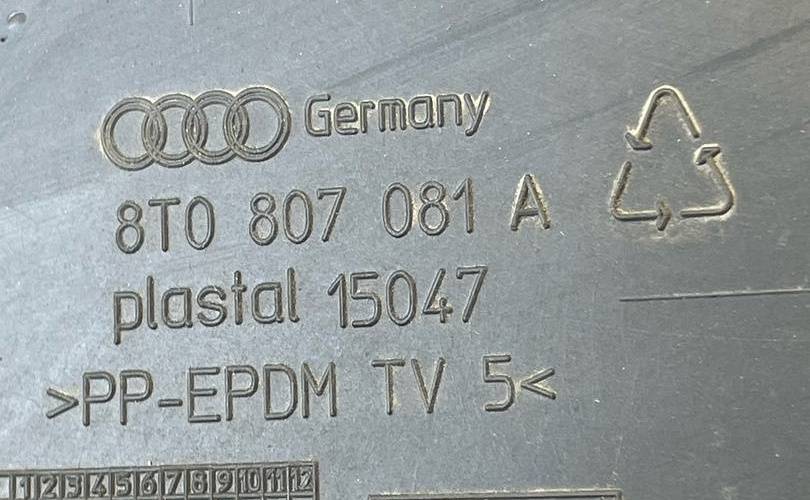 Germany
8T0 807 081 A
plastal 15047
>PP-EPDM TV 5<
1 2 3 4 5 6 7 8 9 10 11 12